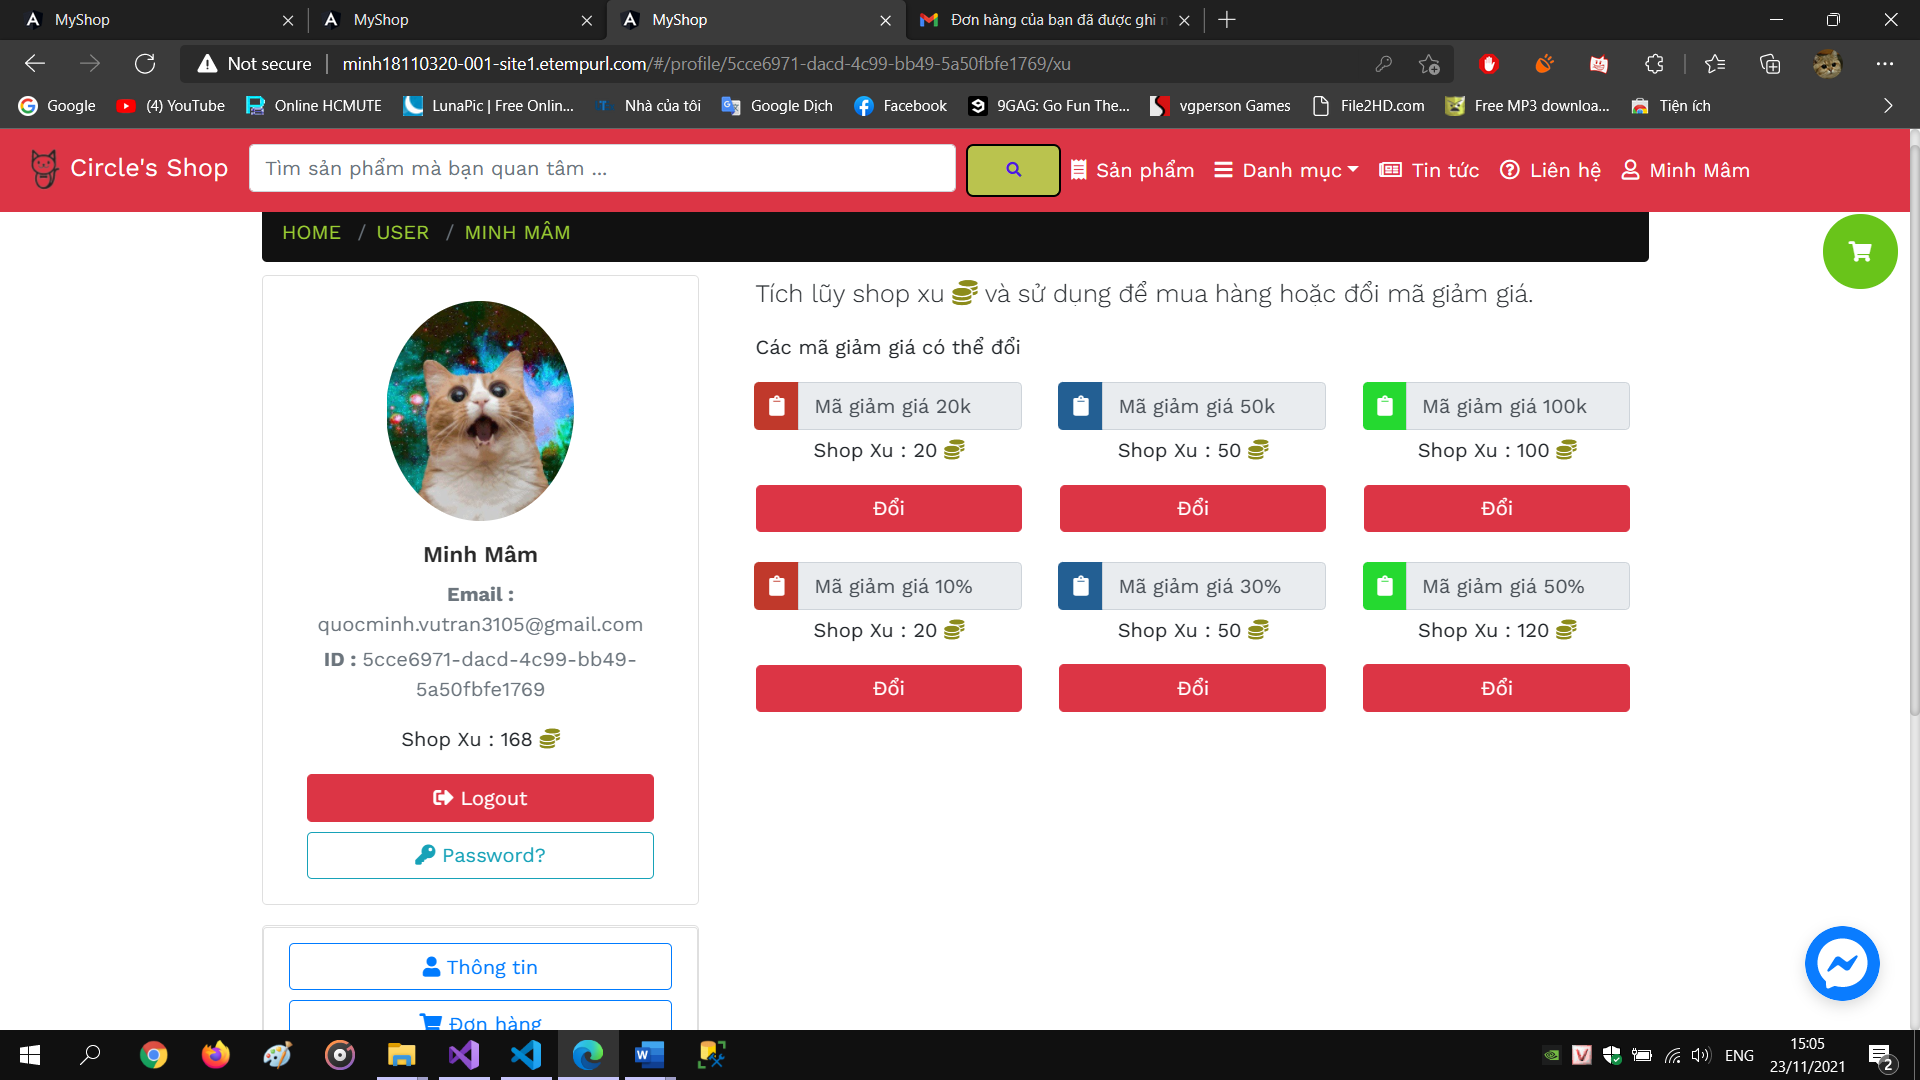 MyShop
MyShop
MyShop
Đơn hàng của bạn đã được ghi n
Not secure
minh18110320-001-site1.etempurl.com/#/profile/5cce6971-dacd-4c99-bb49-5a50fbfe1769/xu
Google
(4) YouTube
Online HCMUTE
LunaPic | Free Onlin...
Nhà của tôi
Google Dịch
Facebook
9GAG: Go Fun The...
vgperson Games
File2HD.com
Free MP3 downloa...
Tiện ích
Circle's Shop
Tìm sản phẩm mà bạn quan tâm ...
Sản phẩm
Danh mục
Tin tức
Liên hệ
Minh Mâm
HOME / USER / MINH MÂM
Minh Mâm
Email :
quocminh.vutran3105@gmail.com
ID : 5cce6971-dacd-4c99-bb49-
5a50fbfe1769
Shop Xu : 168
Logout
Password?
Thông tin
Đơn hàng
Tích lũy shop xu và sử dụng để mua hàng hoặc đổi mã giảm giá.
Các mã giảm giá có thể đổi
Mã giảm giá 20k
Shop Xu : 20
Đổi
Mã giảm giá 50k
Shop Xu : 50
Đổi
Mã giảm giá 100k
Shop Xu : 100
Đổi
Mã giảm giá 10%
Shop Xu : 20
Đổi
Mã giảm giá 30%
Shop Xu : 50
Đổi
Mã giảm giá 50%
Shop Xu : 120
Đổi
ENG
15:05
23/11/2021
2